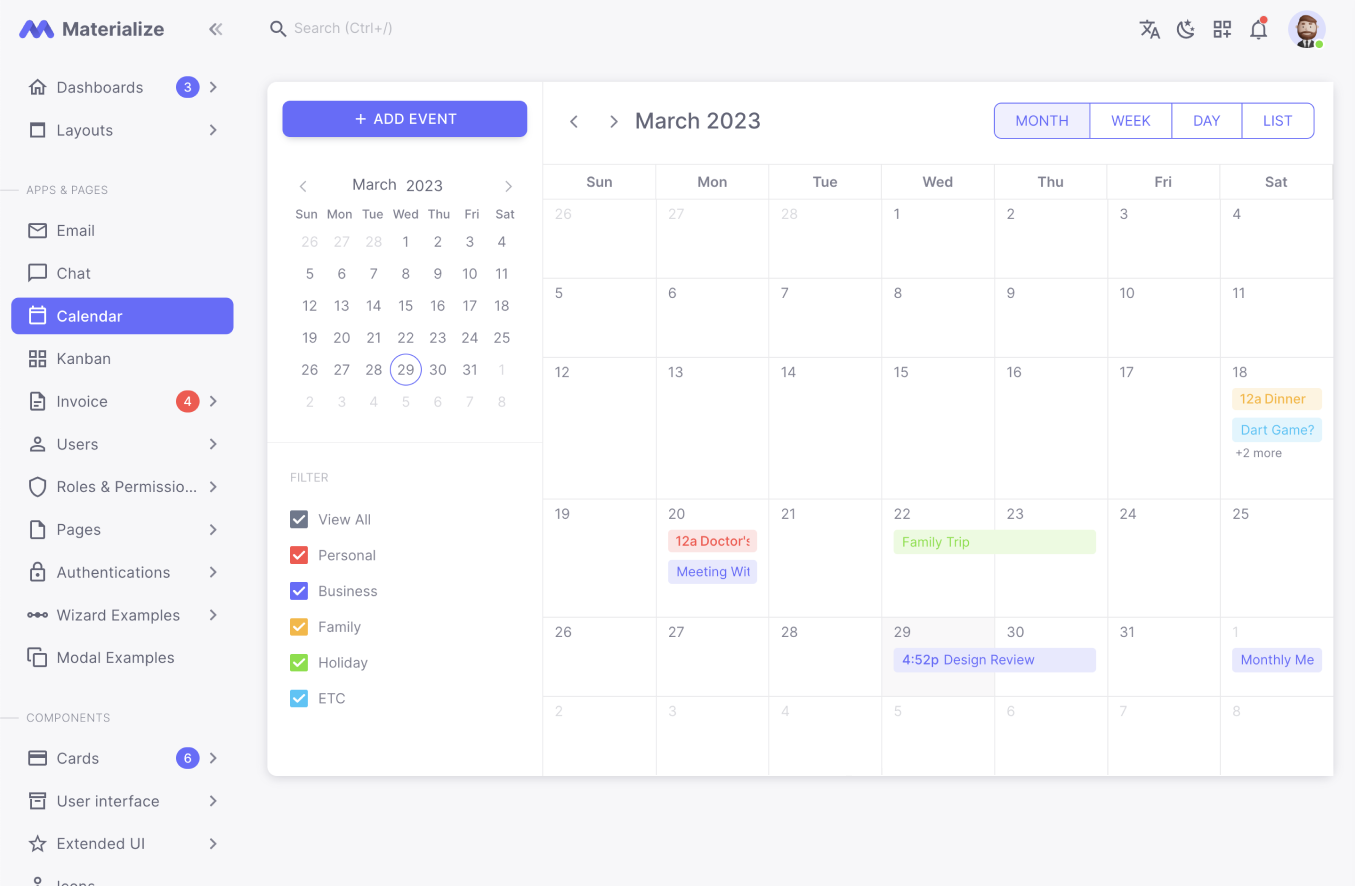 Materialize
Search (Ctrl+/)
Dashboards 3
Layouts
APPS & PAGES
Email
Chat
Calendar
Kanban
Invoice 4
Users
Roles & Permissio...
Pages
Authentications
Wizard Examples
Modal Examples
COMPONENTS
Cards 6
User interface
Extended UI
Icons
+ ADD EVENT
March 2023
Sun Mon Tue Wed Thu Fri Sat
26 27 28 1 2 3 4
5 6 7 8 9 10 11
12 13 14 15 16 17 18
19 20 21 22 23 24 25
26 27 28 29 30 31 1
2 3 4 5 6 7 8
FILTER
View All
Personal
Business
Family
Holiday
ETC
March 2023
MONTH WEEK DAY LIST
Sun Mon Tue Wed Thu Fri Sat
26 27 28 1 2 3 4
5 6 7 8 9 10 11
12 13 14 15 16 17 18
12a Dinner
Dart Game?
+2 more
19 20 21 22 23 24 25
12a Doctor's Family Trip
Meeting Wit
26 27 28 29 30 31 1
4:52p Design Review Monthly Me
2 3 4 5 6 7 8